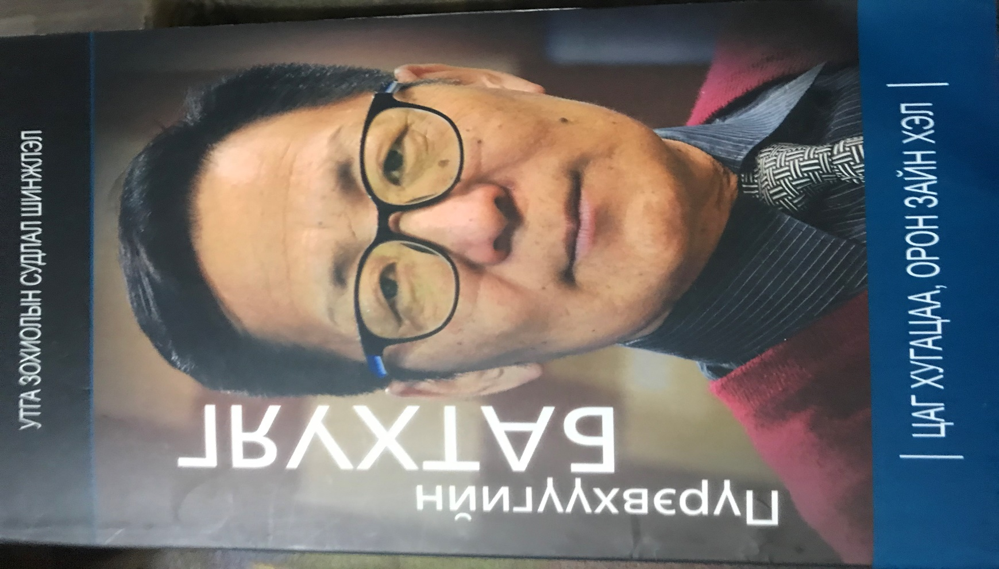 УТГА ЗОХИОЛЫН СУДЛАЛ ШИНЖЛЭЛ
Пүрэвхүүгийн
БАТХУЯГ
| ЦАГ ХУГАЦАА, ОРОН ЗАЙН ХЭЛ |